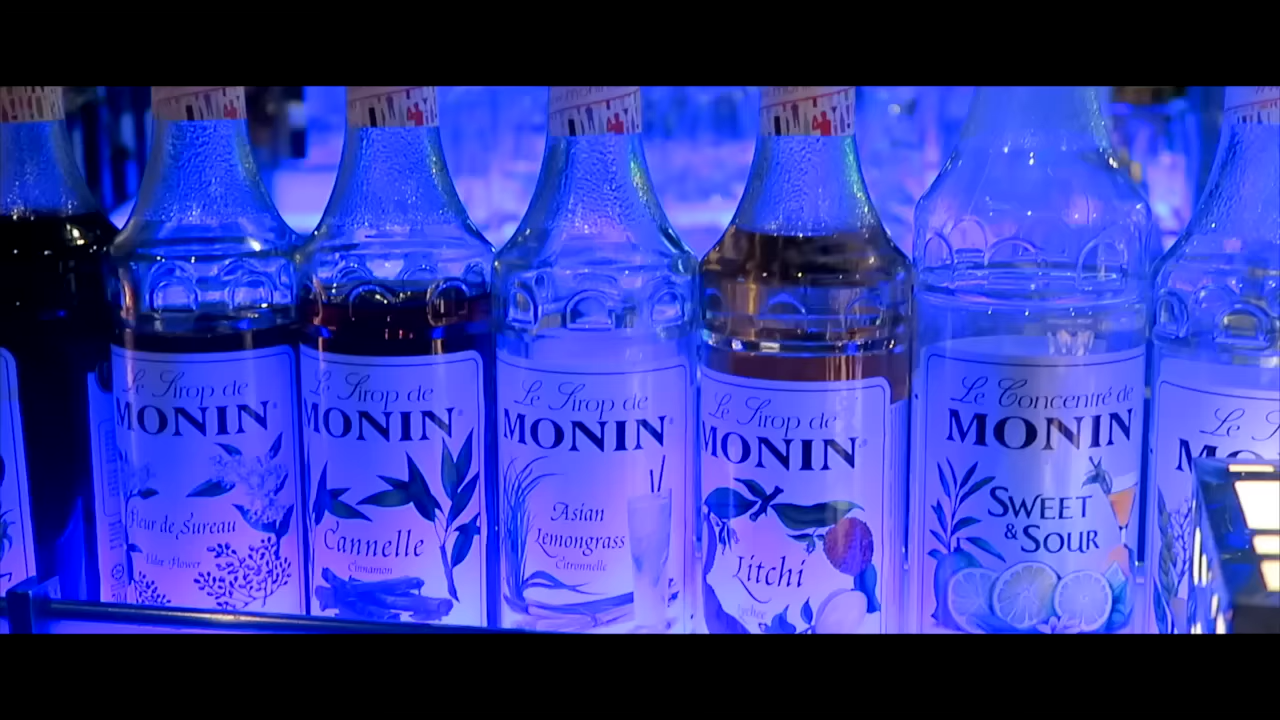 Le Sirop de
MONIN
Fleur de Sureau
Elder Flower
Le Sirop de
MONIN
Cannelle
Cinnamon
Le Sirop de
MONIN
Asian
Lemongrass
Citronnelle
Le Sirop de
MONIN
Litchi
Lychee
Le Concentré de
MONIN
SWEET
& SOUR
Le